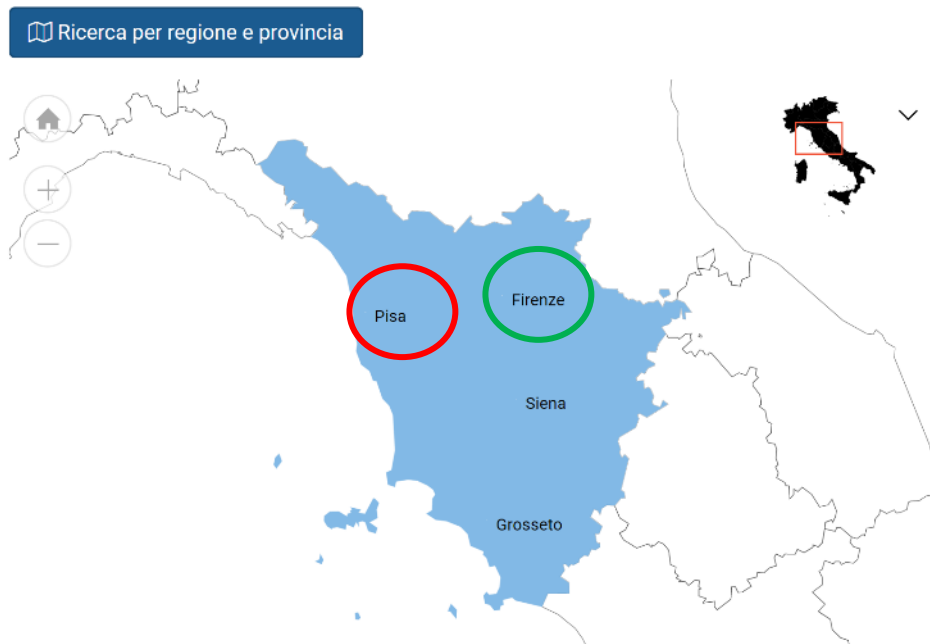 Ricerca per regione e provincia
Firenze
Pisa
Siena
Grosseto